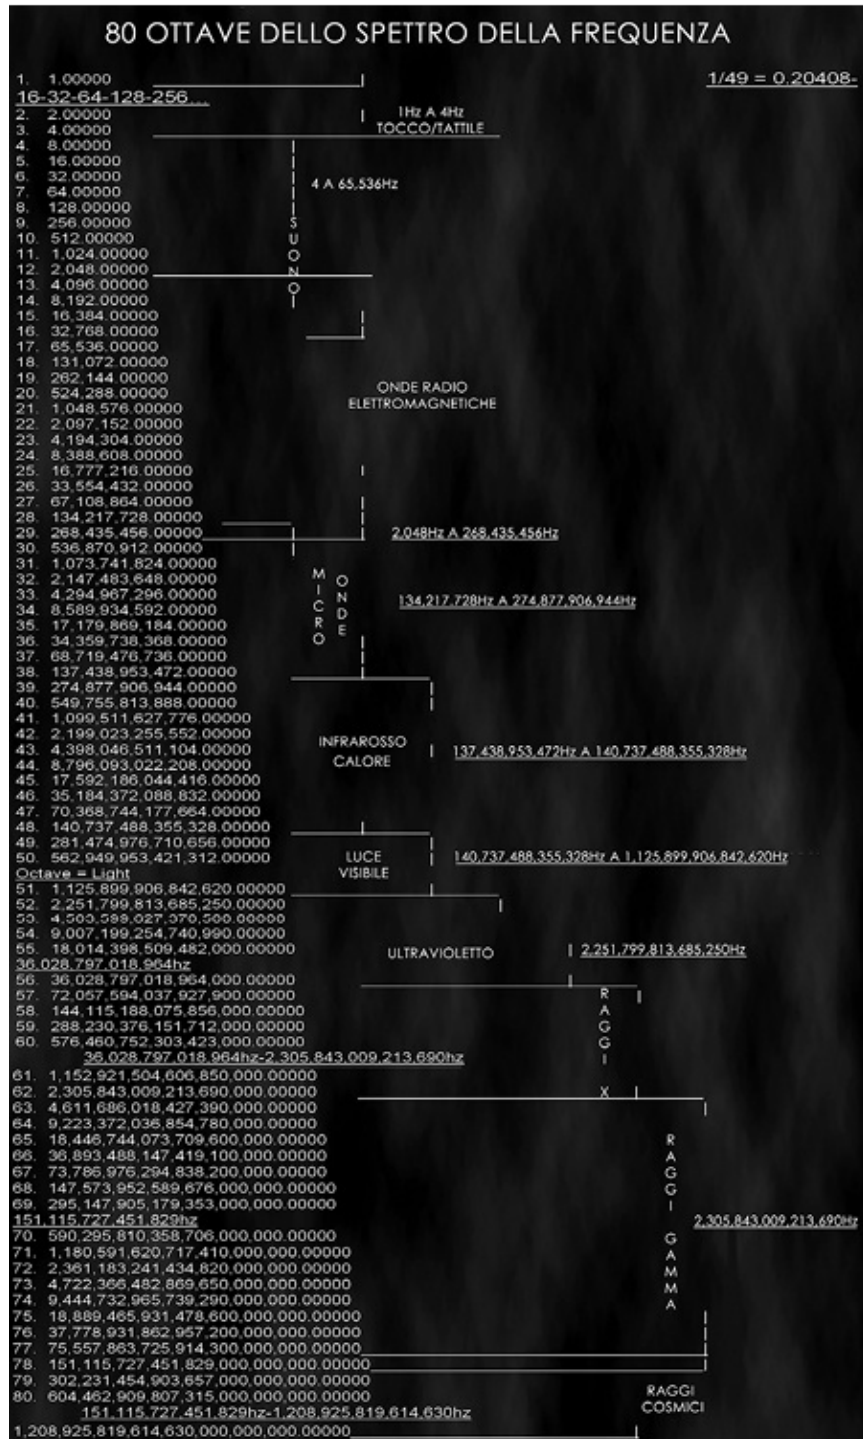 80 OTTAVE DELLO SPETTRO DELLA FREQUENZA
1. 1.00000
1/49 = 0.20408-
16-32-64-128-256...
2. 2.00000
1Hz A 4Hz
TOCCO/TATTILE
3. 4.00000
4. 8.00000
5. 16.00000
6. 32.00000
4 A 65,536Hz
7. 64.00000
8. 128.00000
9. 256.00000
SUONO
10. 512.00000
11. 1,024.00000
12. 2,048.00000
13. 4,096.00000
14. 8,192.00000
15. 16,384.00000
16. 32,768.00000
17. 65,536.00000
18. 131,072.00000
19. 262,144.00000
ONDE RADIO
ELETTROMAGNETICHE
20. 524,288.00000
21. 1,048,576.00000
22. 2,097,152.00000
23. 4,194,304.00000
24. 8,388,608.00000
25. 16,777,216.00000
26. 33,554,432.00000
27. 67,108,864.00000
28. 134,217,728.00000
29. 268,435,456.00000
2,048Hz A 268,435,456Hz
30. 536,870,912.00000
31. 1,073,741,824.00000
MICRO
ONDE
32. 2,147,483,648.00000
33. 4,294,967,296.00000
134,217,728Hz A 274,877,906,944Hz
34. 8,589,934,592.00000
35. 17,179,869,184.00000
36. 34,359,738,368.00000
37. 68,719,476,736.00000
38. 137,438,953,472.00000
39. 274,877,906,944.00000
40. 549,755,813,888.00000
41. 1,099,511,627,776.00000
42. 2,199,023,255,552.00000
INFRAROSSO
CALORE
137,438,953,472Hz A 140,737,488,355,328Hz
43. 4,398,046,511,104.00000
44. 8,796,093,022,208.00000
45. 17,592,186,044,416.00000
46. 35,184,372,088,832.00000
47. 70,368,744,177,664.00000
48. 140,737,488,355,328.00000
49. 281,474,976,710,656.00000
50. 562,949,953,421,312.00000
LUCE
VISIBILE
140,737,488,355,328Hz A 1,125,899,906,842,620Hz
Octave = Light
51. 1,125,899,906,842,620.00000
52. 2,251,799,813,685,250.00000
53. 4,503,599,627,370,500.00000
54. 9,007,199,254,740,990.00000
55. 18,014,398,509,482,000.00000
ULTRAVIOLETTO
2,251,799,813,685,250Hz
36,028,797,018,964hz
56. 36,028,797,018,964,000.00000
57. 72,057,594,037,927,900.00000
RAGGI X
58. 144,115,188,075,856,000.00000
59. 288,230,376,151,712,000.00000
60. 576,460,752,303,423,000.00000
36,028,797,018,964hz-2,305,843,009,213,690hz
61. 1,152,921,504,606,850,000.00000
62. 2,305,843,009,213,690,000.00000
63. 4,611,686,018,427,390,000.00000
64. 9,223,372,036,854,780,000.00000
65. 18,446,744,073,709,600,000.00000
RAGGI GAMMA
66. 36,893,488,147,419,100,000.00000
67. 73,786,976,294,838,200,000.00000
68. 147,573,952,589,676,000,000.00000
69. 295,147,905,179,353,000,000.00000
151,115,727,451,829hz
2,305,843,009,213,690Hz
70. 590,295,810,358,706,000,000.00000
71. 1,180,591,620,717,410,000,000.00000
72. 2,361,183,241,434,820,000,000.00000
73. 4,722,366,482,869,650,000,000.00000
74. 9,444,732,965,739,290,000,000.00000
75. 18,889,465,931,478,600,000,000.00000
76. 37,778,931,862,957,200,000,000.00000
77. 75,557,863,725,914,300,000,000.00000
78. 151,115,727,451,829,000,000,000.00000
79. 302,231,454,903,657,000,000,000.00000
80. 604,462,909,807,315,000,000,000.00000
RAGGI
COSMICI
151,115,727,451,829hz-1,208,925,819,614,630hz
1,208,925,819,614,630,000,000,000.00000